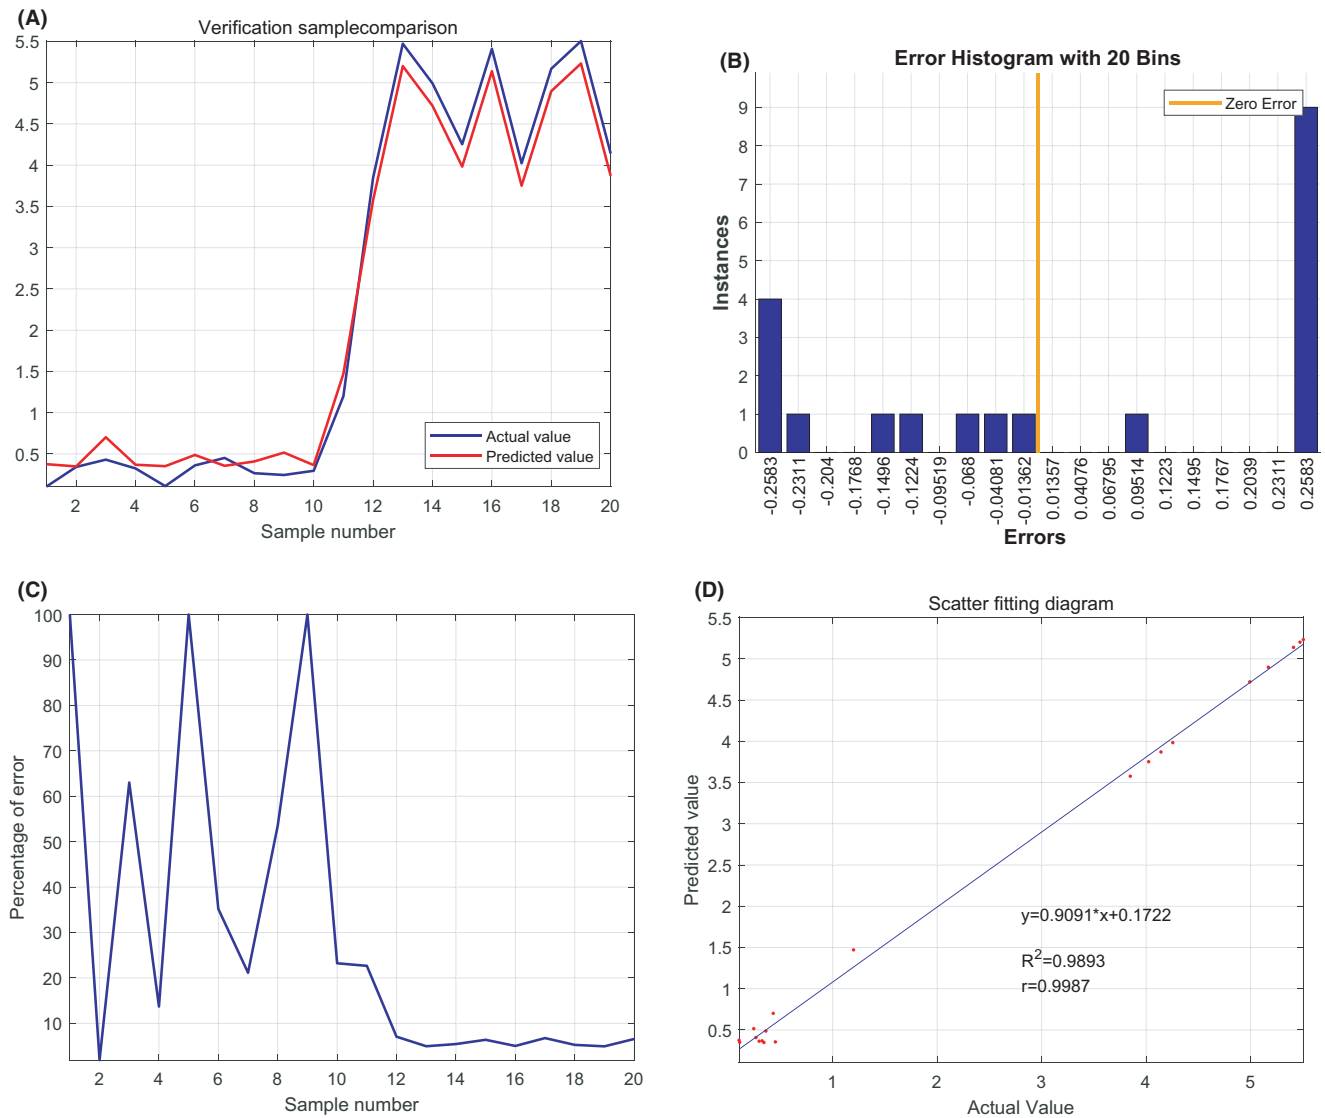 (A)
Verification samplecomparison
5.5
5
4.5
4
3.5
3
2.5
2
1.5
1
0.5
Actual value
Predicted value
2 4 6 8 10 12 14 16 18 20
Sample number
(B)
Error Histogram with 20 Bins
Zero Error
Instances
9
8
7
6
5
4
3
2
1
0
-0.2583
-0.2311
-0.204
-0.1768
-0.1496
-0.1224
-0.09519
-0.068
-0.04081
-0.01362
0.01357
0.04076
0.06795
0.09514
0.1223
0.1495
0.1767
0.2039
0.2311
0.2583
Errors
(C)
Percentage of error
100
90
80
70
60
50
40
30
20
10
2 4 6 8 10 12 14 16 18 20
Sample number
(D)
Scatter fitting diagram
Predicted value
5.5
5
4.5
4
3.5
3
2.5
2
1.5
1
0.5
y=0.9091*x+0.1722
R²=0.9893
r=0.9987
1 2 3 4 5
Actual Value